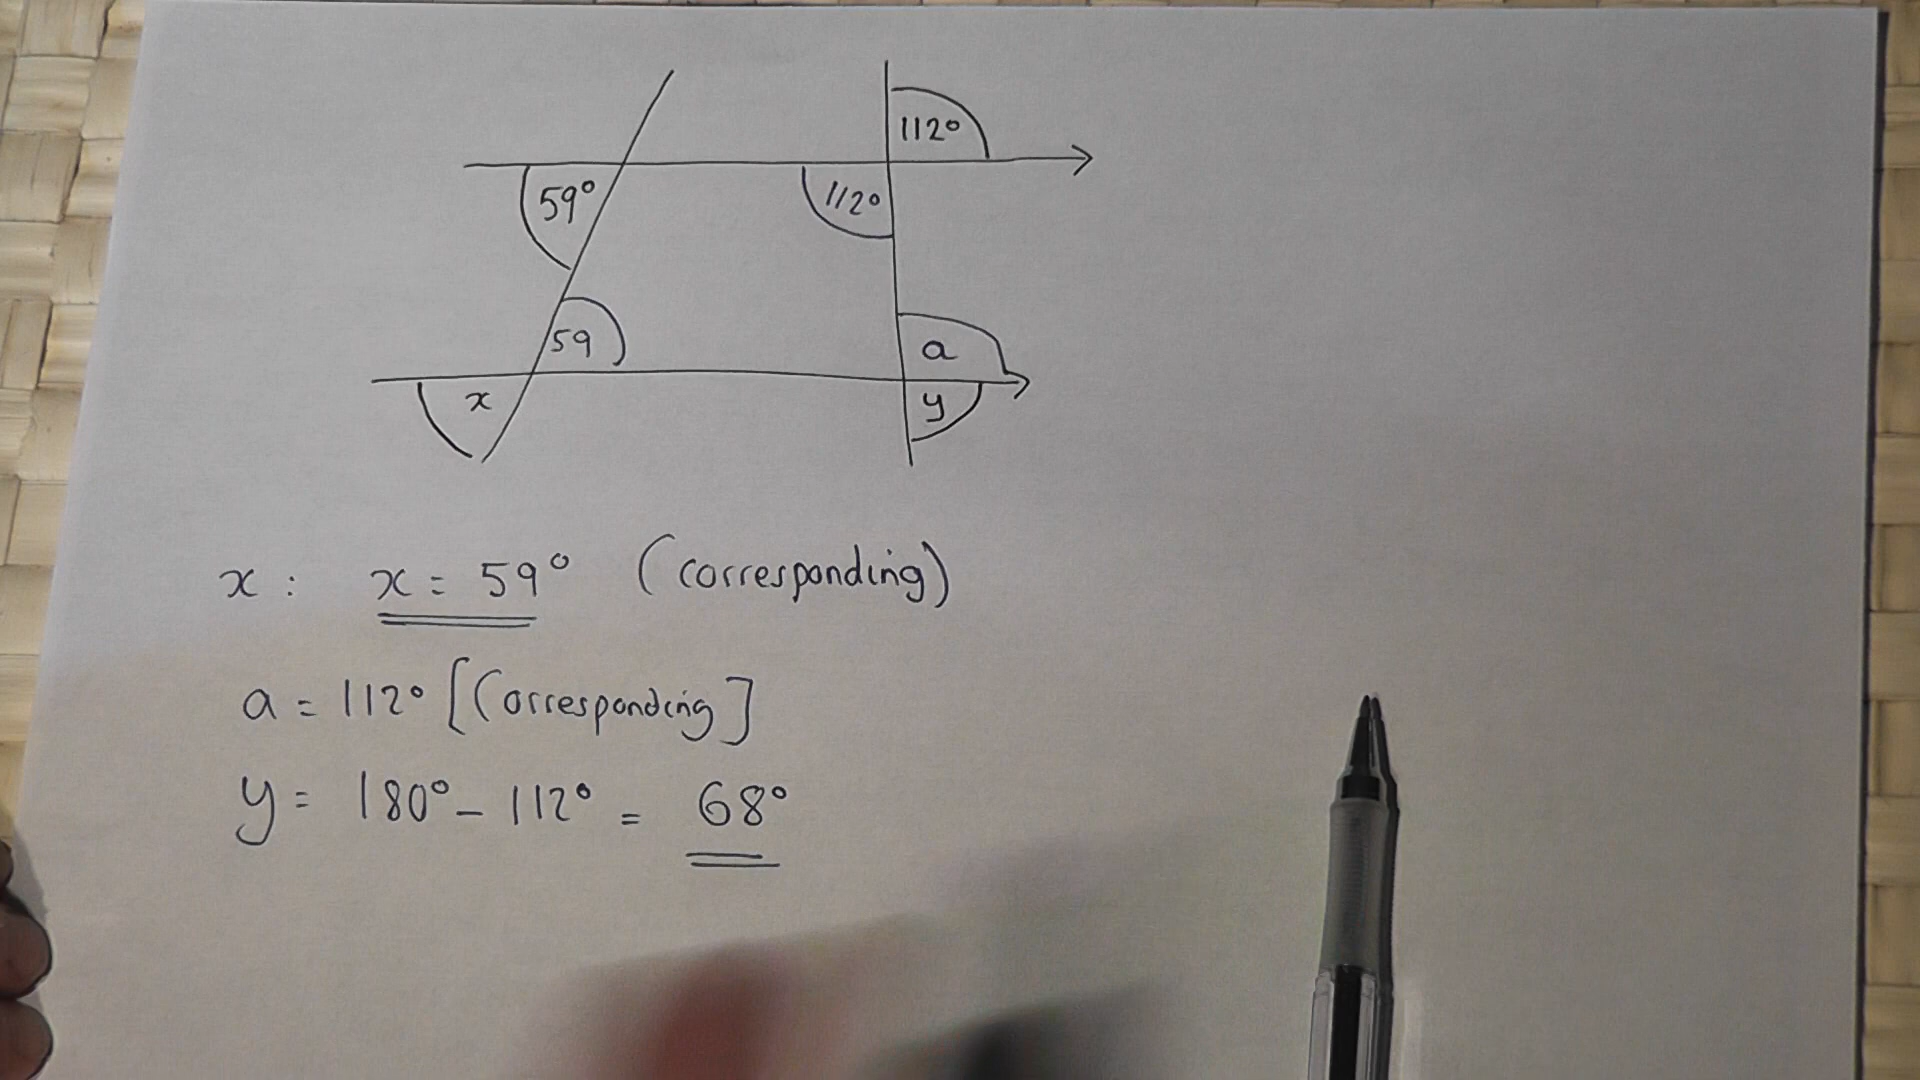 112°
59°
112°
59
a
x
y
x : x = 59° (corresponding)
a = 112° [Corresponding]
y = 180° - 112° = 68°